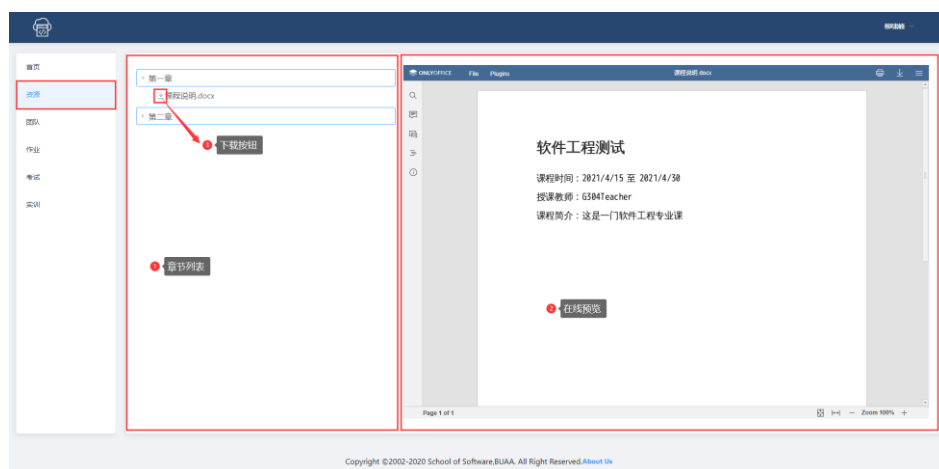 首页
资源
团队
作业
考试
实训
第一章
课程说明.docx
第二章
3 下载按钮
1 章节列表
ONLYOFFICE File Plugins 课程说明.docx
软件工程测试
课程时间：2021/4/15 至 2021/4/30
授课教师：G304Teacher
课程简介：这是一门软件工程专业课
2 在线预览
Page 1 of 1 Zoom 100%
Copyright ©2002-2020 School of Software,BUAA. All Right Reserved.About Us